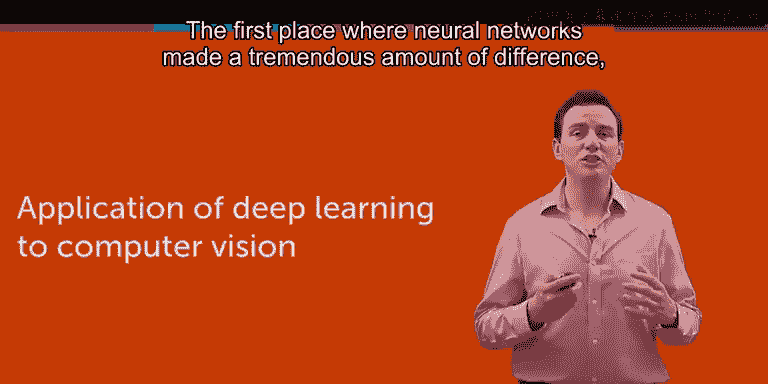 The first place where neural networks
made a tremendous amount of difference,
Application of deep learning
to computer vision